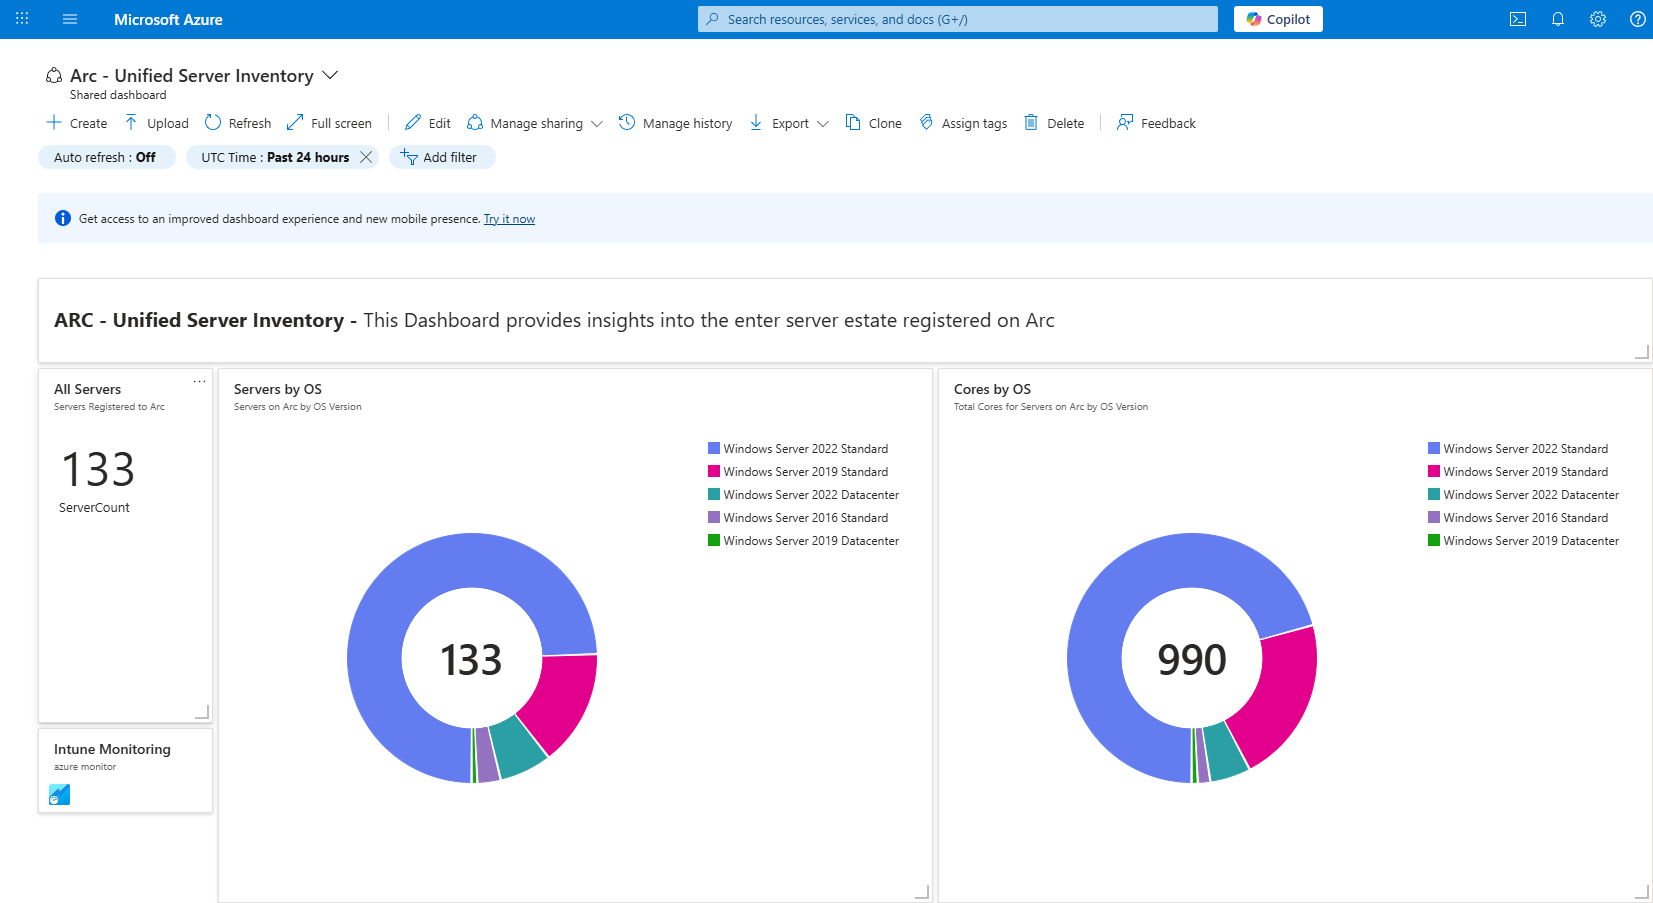 Microsoft Azure
Search resources, services, and docs (G+/)
Copilot
Arc - Unified Server Inventory
Shared dashboard
Create Upload Refresh Full screen Edit Manage sharing Manage history Export Clone Assign tags Delete Feedback
Auto refresh : Off UTC Time : Past 24 hours Add filter
Get access to an improved dashboard experience and new mobile presence. Try it now
ARC - Unified Server Inventory - This Dashboard provides insights into the enter server estate registered on Arc
All Servers
Servers Registered to Arc
133
ServerCount
Intune Monitoring
azure monitor
Servers by OS
Servers on Arc by OS Version
Windows Server 2022 Standard
Windows Server 2019 Standard
Windows Server 2022 Datacenter
Windows Server 2016 Standard
Windows Server 2019 Datacenter
133
Cores by OS
Total Cores for Servers on Arc by OS Version
Windows Server 2022 Standard
Windows Server 2019 Standard
Windows Server 2022 Datacenter
Windows Server 2016 Standard
Windows Server 2019 Datacenter
990